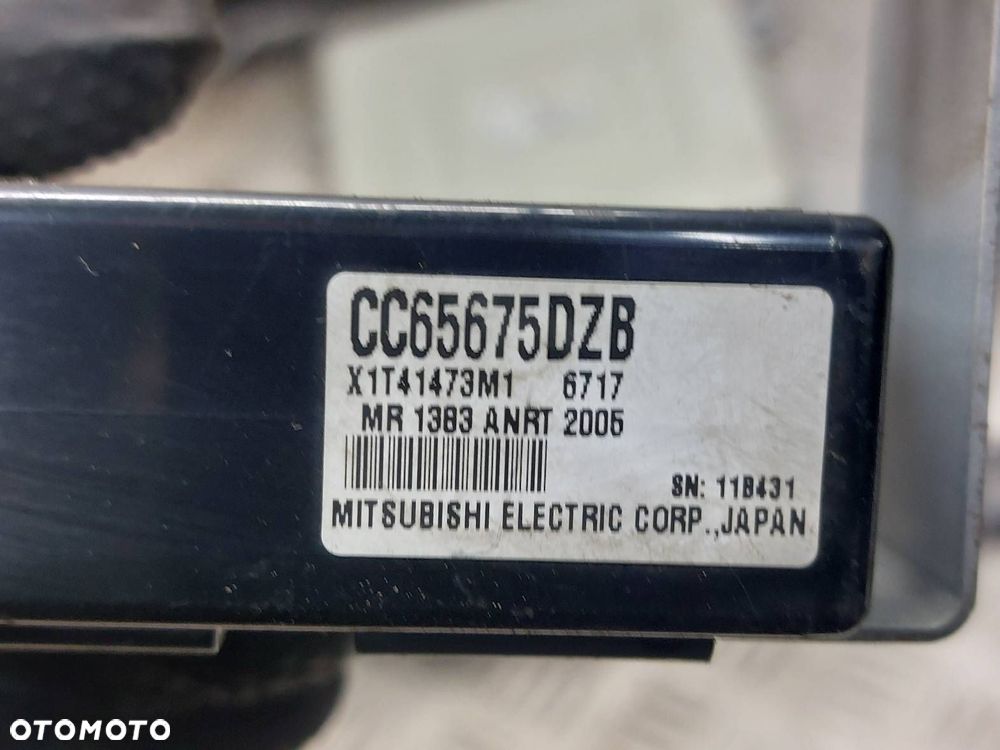 CC65675DZB
X1T41473M1 6717
MR 1383 ANRT 2005
SN: 11B431
MITSUBISHI ELECTRIC CORP.,JAPAN
OTOMOTO